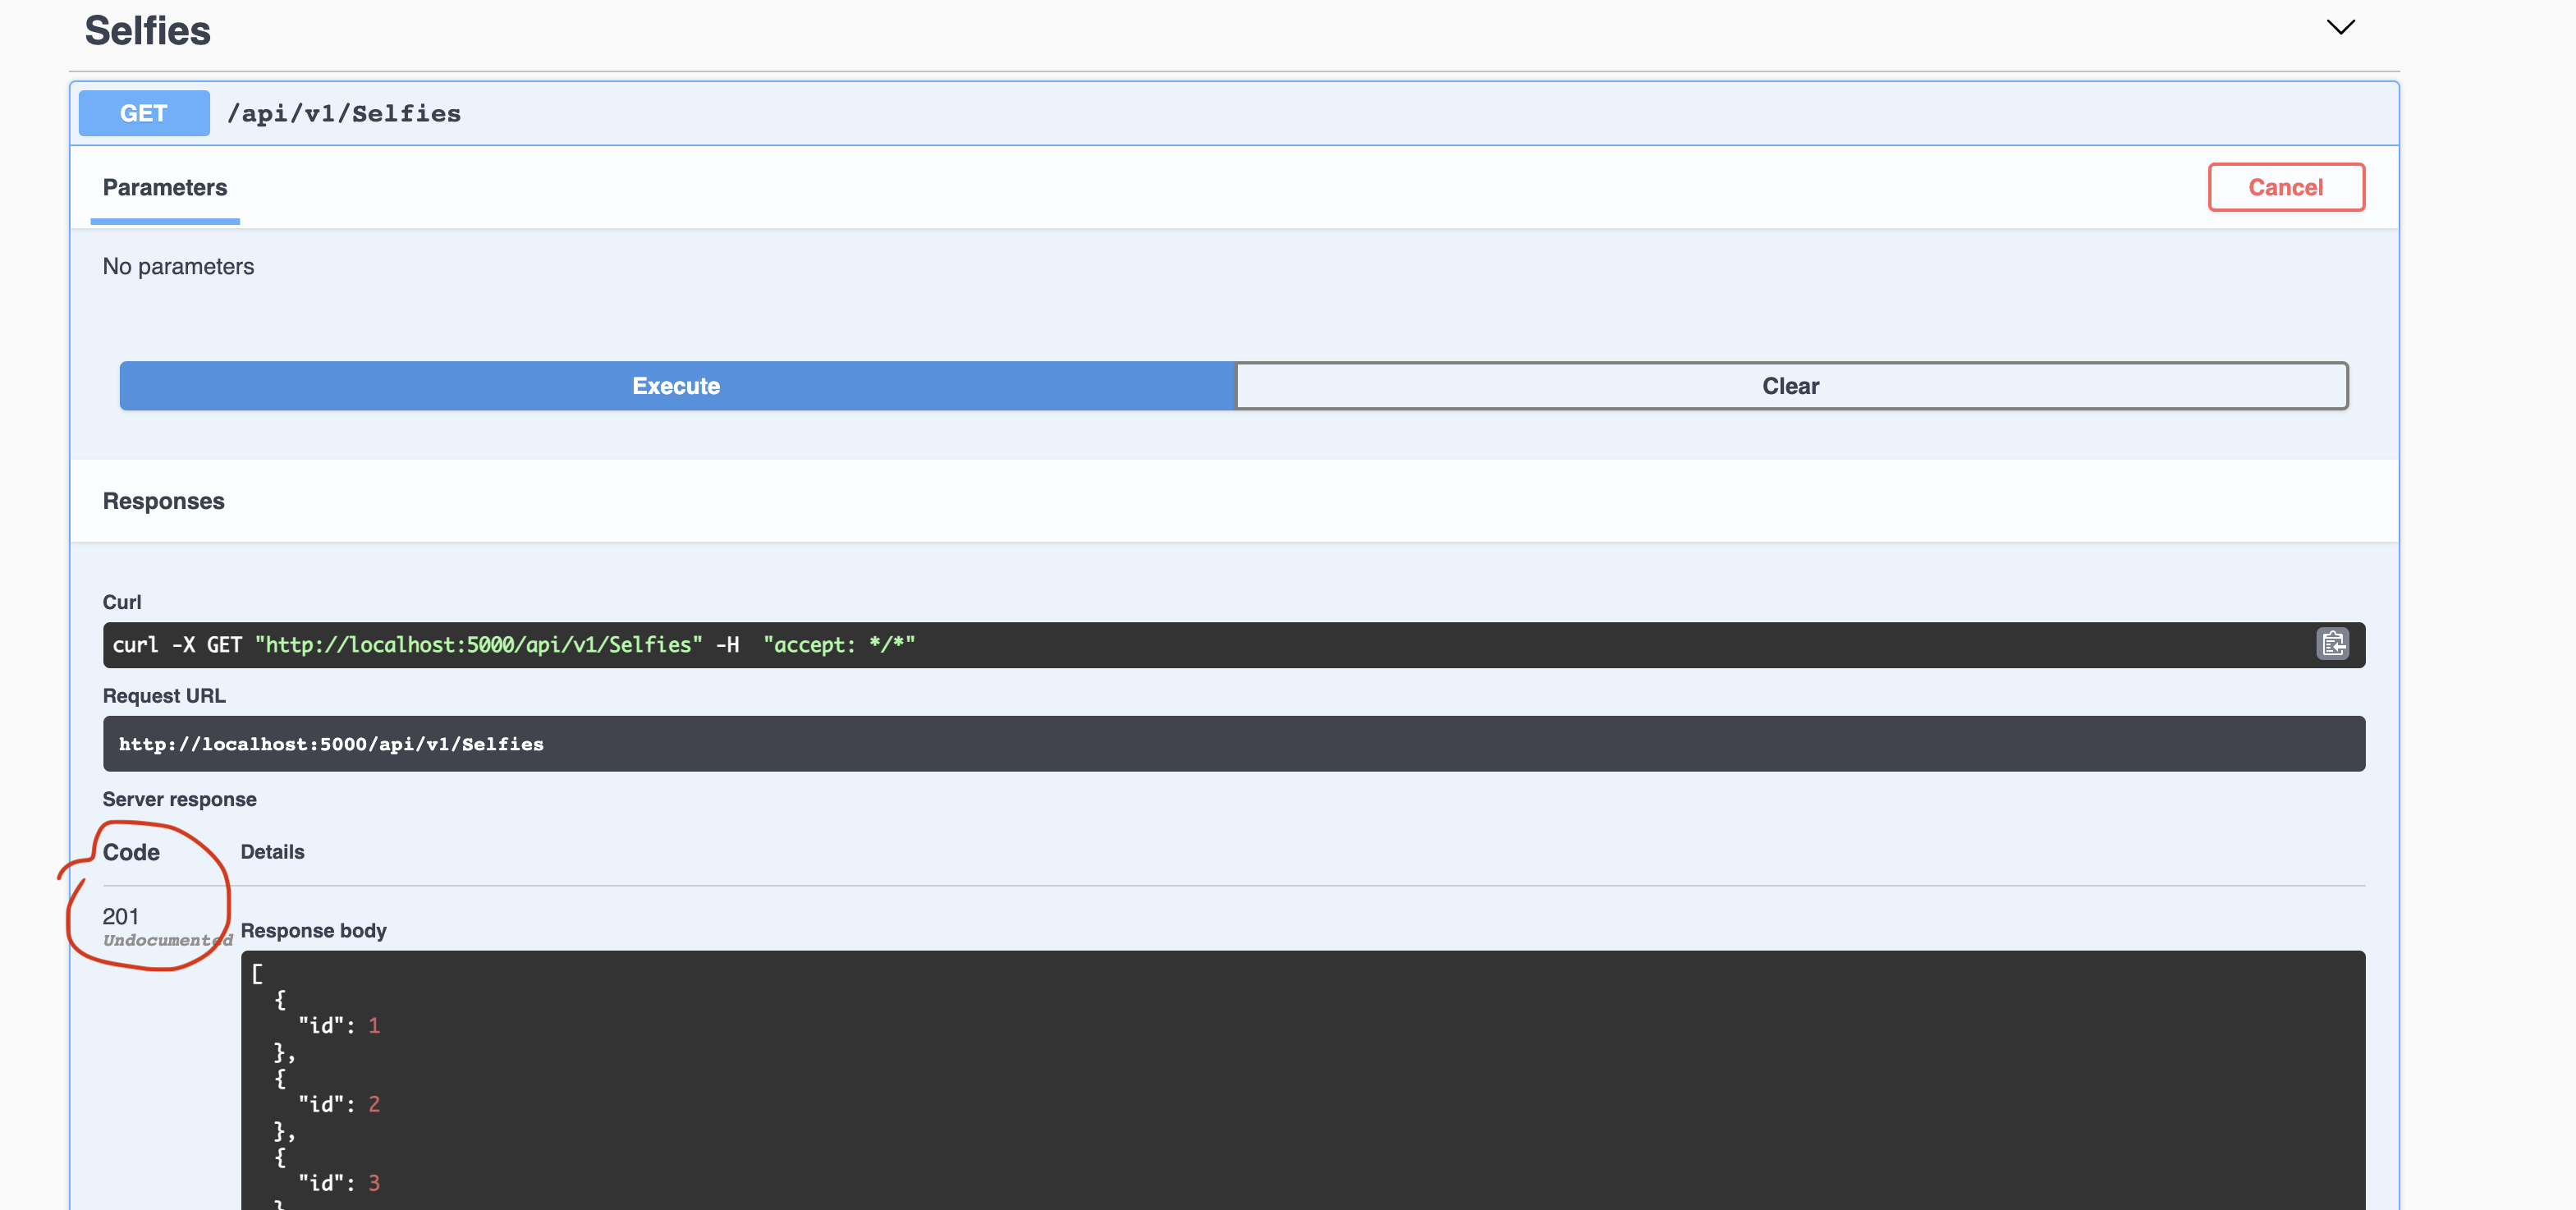 Selfies
GET /api/v1/Selfies
Parameters
Cancel
No parameters
Execute
Clear
Responses
Curl
curl -X GET "http://localhost:5000/api/v1/Selfies" -H  "accept: */*"
Request URL
http://localhost:5000/api/v1/Selfies
Server response
Code Details
201
Undocumented
Response body
[
  {
    "id": 1
  },
  {
    "id": 2
  },
  {
    "id": 3
  }